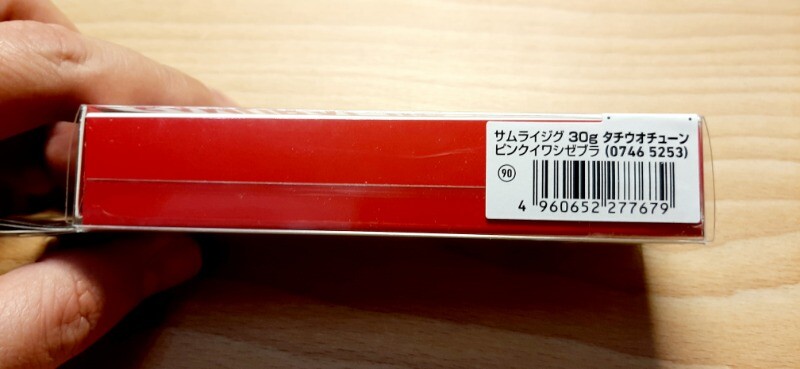 サムライジグ 30g タチウオチューン
ピンクイワシゼブラ (0746 5253)
90
4 960652 277679